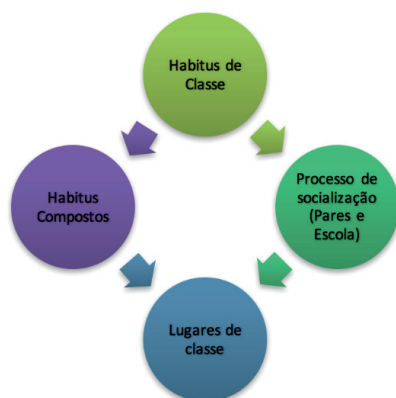 Habitus de
Classe
Habitus
Compostos
Processo de
socialização
(Pares e
Escola)
Lugares de
classe